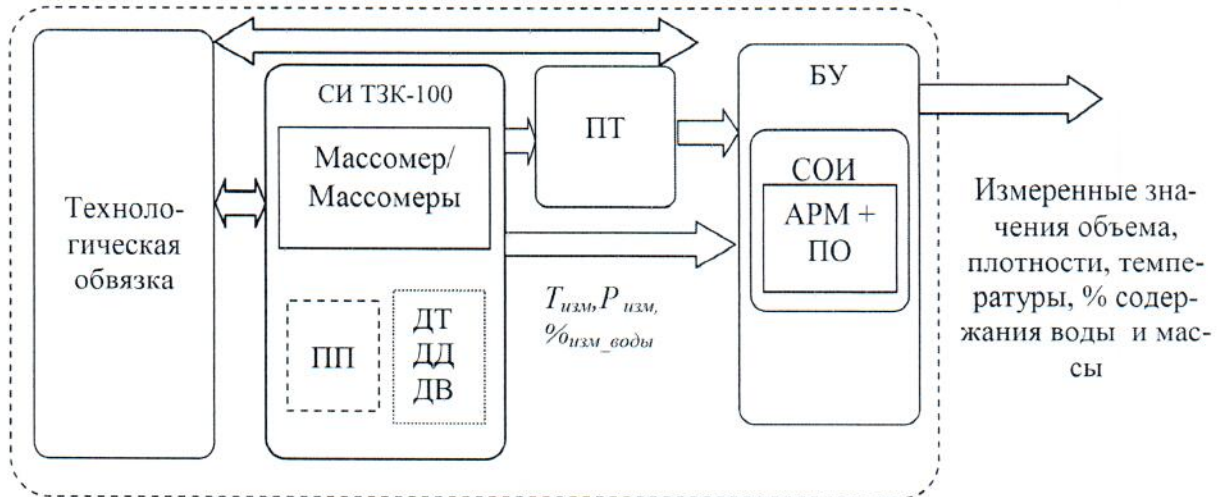 Техноло-
гическая
обвязка
СИ ТЗК-100
Массомер/
Массомеры
ПП
ДТ
ДД
ДВ
ПТ
Tизм, P изм,
%изм_воды
БУ
СОИ
АРМ +
ПО
Измеренные зна-
чения объема,
плотности, темпе-
ратуры, % содер-
жания воды и мас-
сы